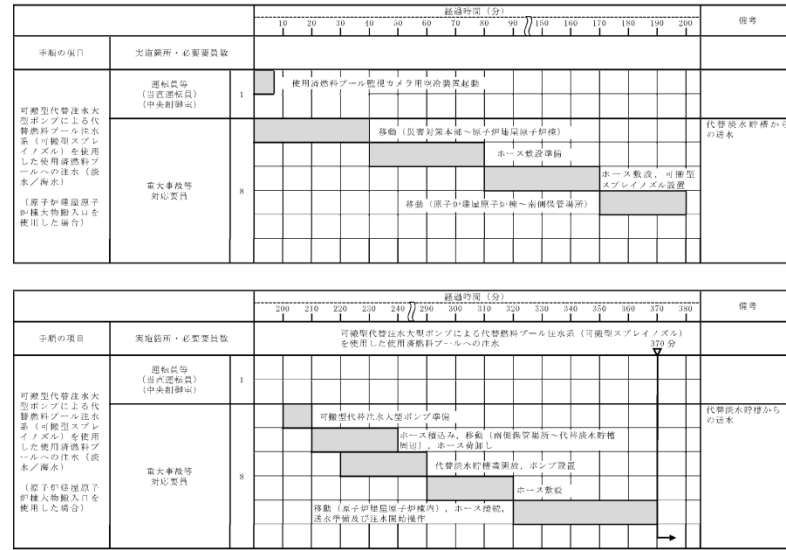 経過時間（分）
備考
10 20 30 40 50 60 70 80 90 150 160 170 180 190 200
手順の項目
実施箇所・必要要員数
可搬型代替注水大
型ポンプによる代
替燃料プール注水
系（可搬型スプレ
イノズル）を使用
した使用済燃料プ
ールへの注水（淡
水／海水）
（原子炉建屋原子
炉棟大物搬入口を
使用した場合）
運転員等
（当直運転員）
（中央制御室）
1
使用済燃料プール監視カメラ用空冷装置起動
重大事故等
対応要員
8
移動（災害対策本部～原子炉建屋原子炉棟）
ホース敷設準備
ホース敷設，可搬型
スプレイノズル設置
移動（原子炉建屋原子炉棟～南側保管場所）
代替淡水貯槽から
の送水
経過時間（分）
備考
200 210 220 230 240 290 300 310 320 330 340 350 360 370 380
手順の項目
実施箇所・必要要員数
可搬型代替注水大型ポンプによる代替燃料プール注水系（可搬型スプレイノズル）
を使用した使用済燃料プールへの注水
370 分
可搬型代替注水大
型ポンプによる代
替燃料プール注水
系（可搬型スプレ
イノズル）を使用
した使用済燃料プ
ールへの注水（淡
水／海水）
（原子炉建屋原子
炉棟大物搬入口を
使用した場合）
運転員等
（当直運転員）
（中央制御室）
1
重大事故等
対応要員
8
可搬型代替注水大型ポンプ準備
ホース積込み，移動（南側保管場所～代替淡水貯槽
周辺），ホース荷卸し
代替淡水貯槽蓋開放，ポンプ設置
ホース敷設
移動（原子炉建屋原子炉棟内），ホース接続，
送水準備及び注水開始操作
代替淡水貯槽から
の送水